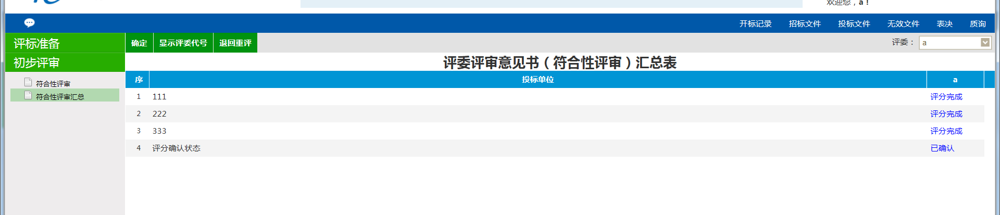 欢迎您，a！
开标记录 招标文件 投标文件 无效文件 表决 质询
评标准备
确定 显示评委代号 退回重评
评委： a
初步评审
评委评审意见书（符合性评审）汇总表
符合性评审
符合性评审汇总
序 投标单位 a
1 111 评分完成
2 222 评分完成
3 333 评分完成
4 评分确认状态 已确认